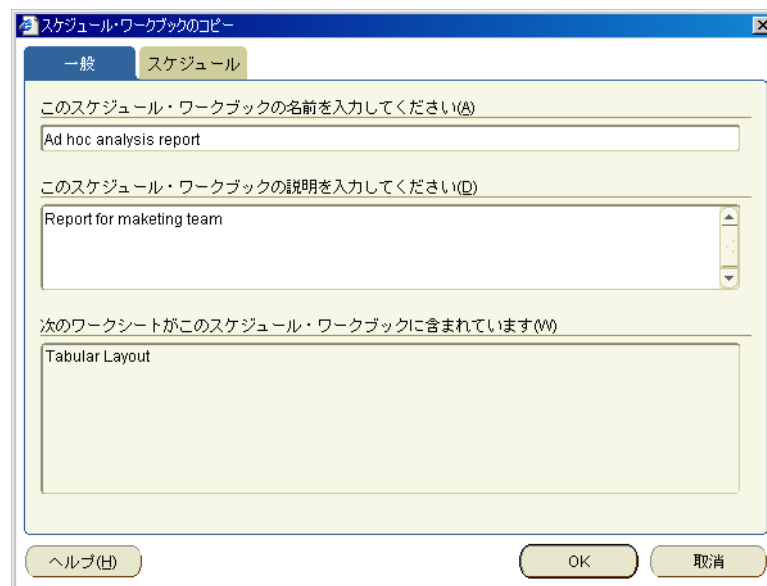 スケジュール・ワークブックのコピー
一般 スケジュール
このスケジュール・ワークブックの名前を入力してください(A)
Ad hoc analysis report
このスケジュール・ワークブックの説明を入力してください(D)
Report for maketing team
次のワークシートがこのスケジュール・ワークブックに含まれています(W)
Tabular Layout
ヘルプ(H) OK 取消